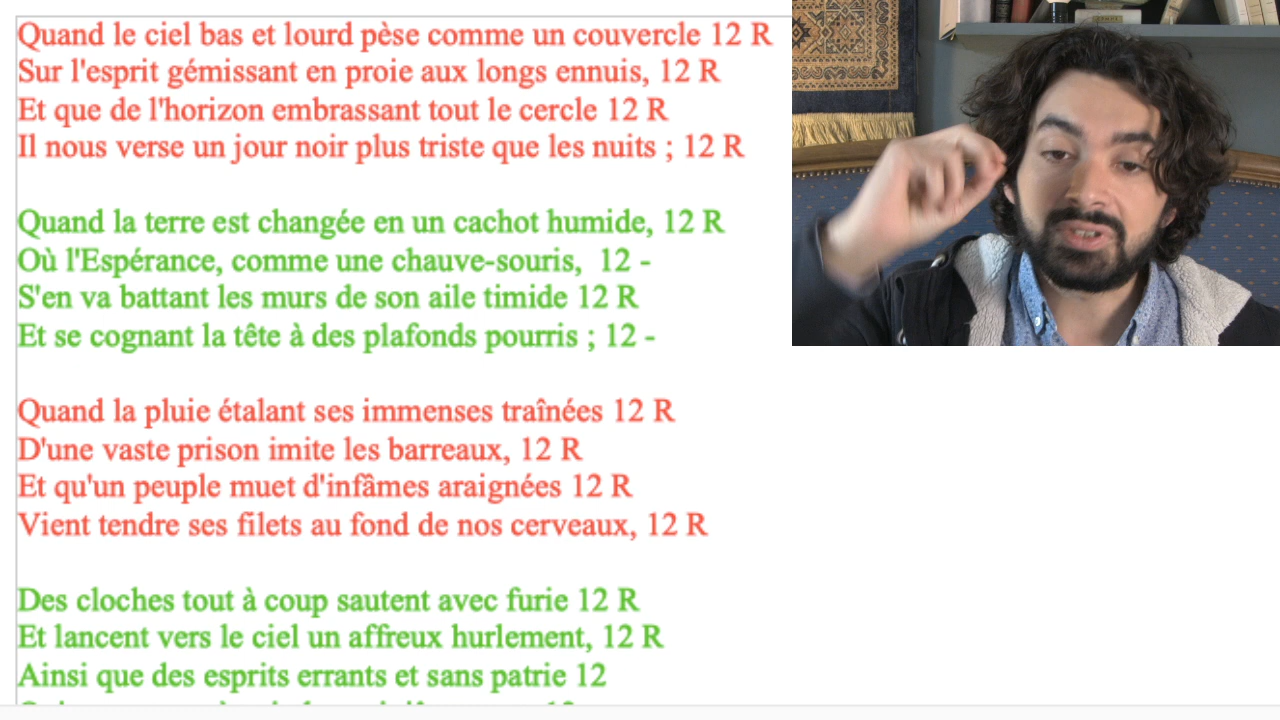 Quand le ciel bas et lourd pèse comme un couvercle 12 R
Sur l'esprit gémissant en proie aux longs ennuis, 12 R
Et que de l'horizon embrassant tout le cercle 12 R
Il nous verse un jour noir plus triste que les nuits ; 12 R
Quand la terre est changée en un cachot humide, 12 R
Où l'Espérance, comme une chauve-souris, 12 -
S'en va battant les murs de son aile timide 12 R
Et se cognant la tête à des plafonds pourris ; 12 -
Quand la pluie étalant ses immenses traînées 12 R
D'une vaste prison imite les barreaux, 12 R
Et qu'un peuple muet d'infâmes araignées 12 R
Vient tendre ses filets au fond de nos cerveaux, 12 R
Des cloches tout à coup sautent avec furie 12 R
Et lancent vers le ciel un affreux hurlement, 12 R
Ainsi que des esprits errants et sans patrie 12